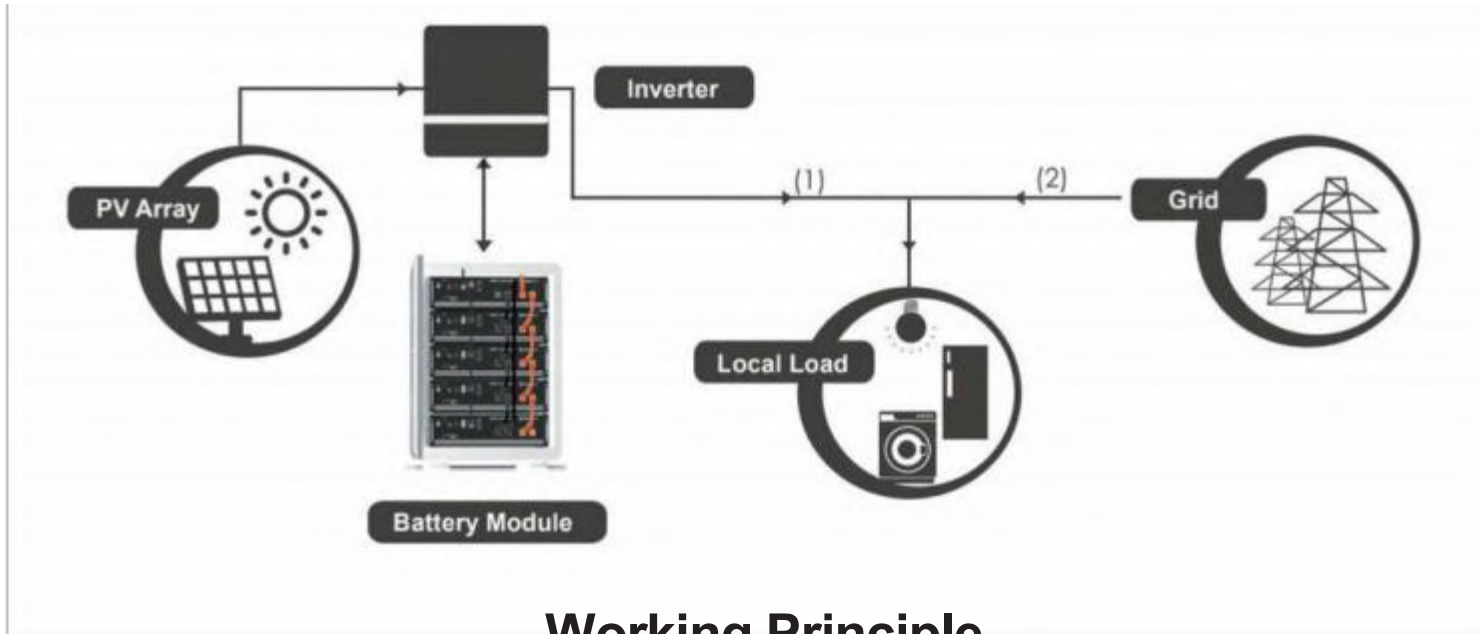 Inverter
(1)
(2)
PV Array
Grid
Local Load
Battery Module
Working Principle